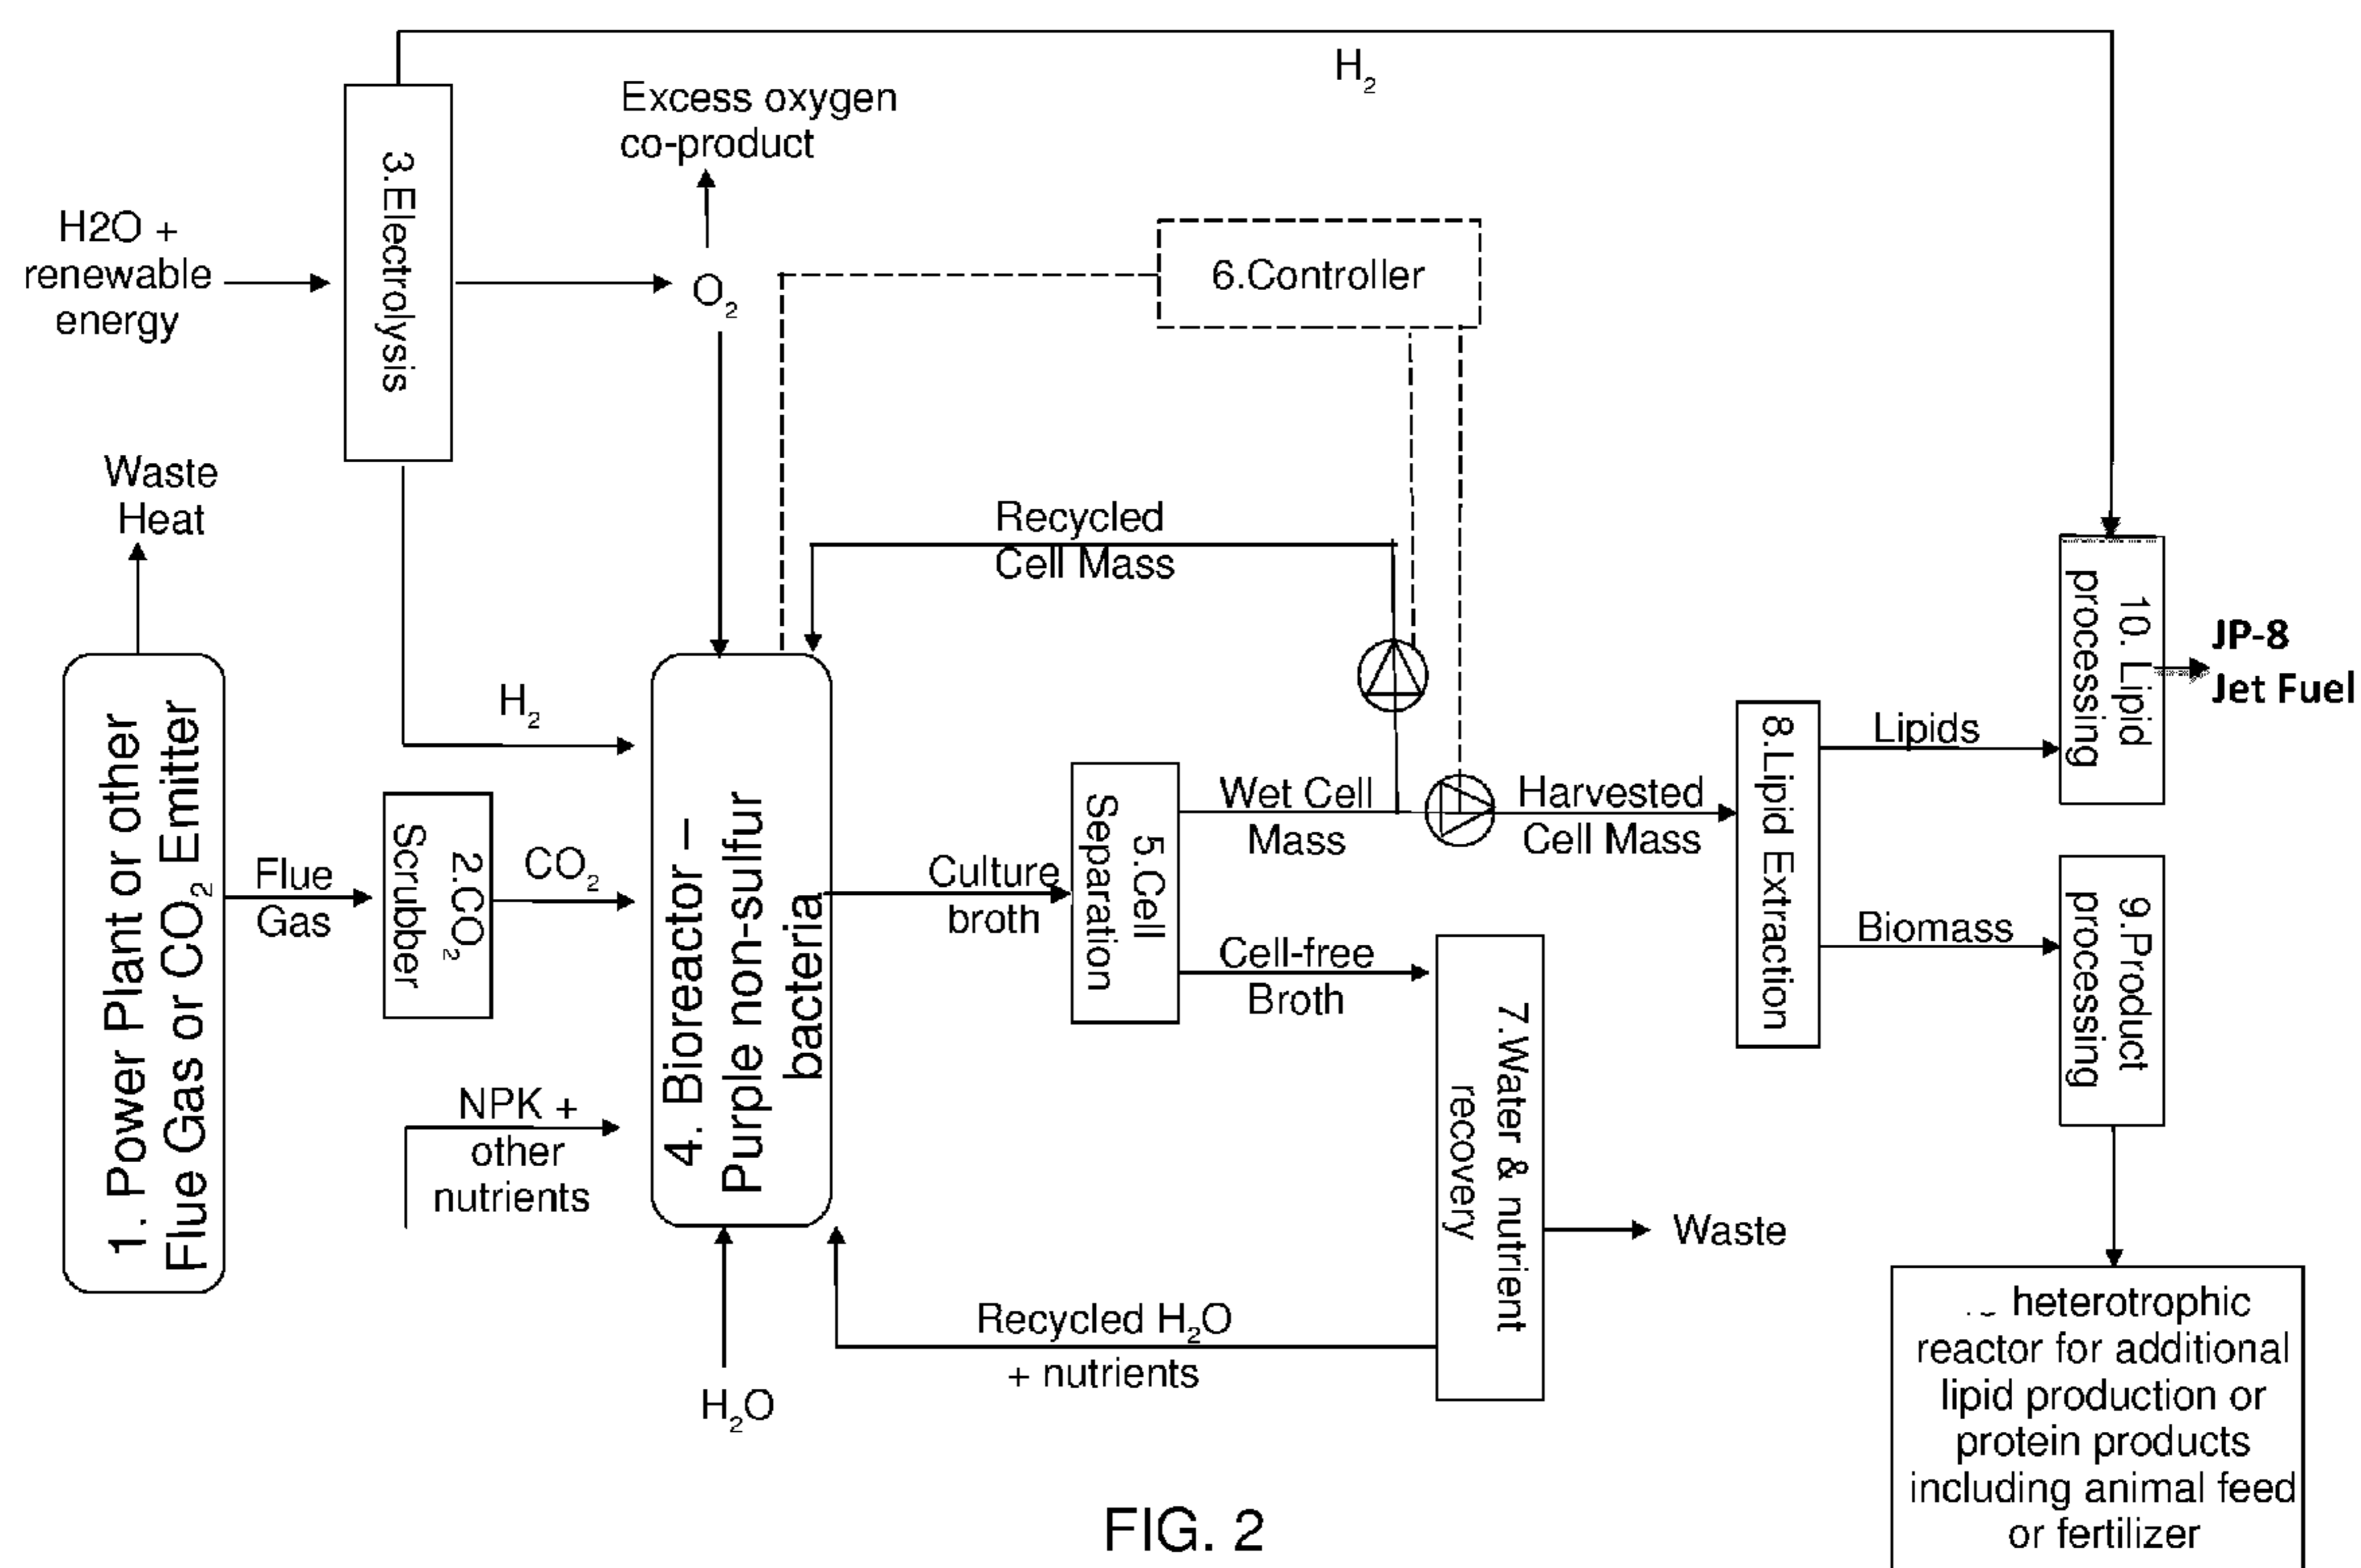 H₂
Excess oxygen
co-product
3.Electrolysis
H2O +
renewable
energy
O₂
6.Controller
Waste
Heat
Recycled
Cell Mass
10. Lipid
processing
JP-8
Jet Fuel
H₂
1. Power Plant or other
Flue Gas or CO₂ Emitter
Flue
Gas
2.CO₂
Scrubber
CO₂
4. Bioreactor –
Purple non-sulfur
bacteria
Culture
broth
5.Cell
Separation
Wet Cell
Mass
Harvested
Cell Mass
8.Lipid Extraction
Lipids
Biomass
9.Product
processing
Cell-free
Broth
7.Water & nutrient
recovery
NPK +
other
nutrients
Waste
Recycled H₂O
+ nutrients
H₂O
heterotrophic
reactor for additional
lipid production or
protein products
including animal feed
or fertilizer
FIG. 2